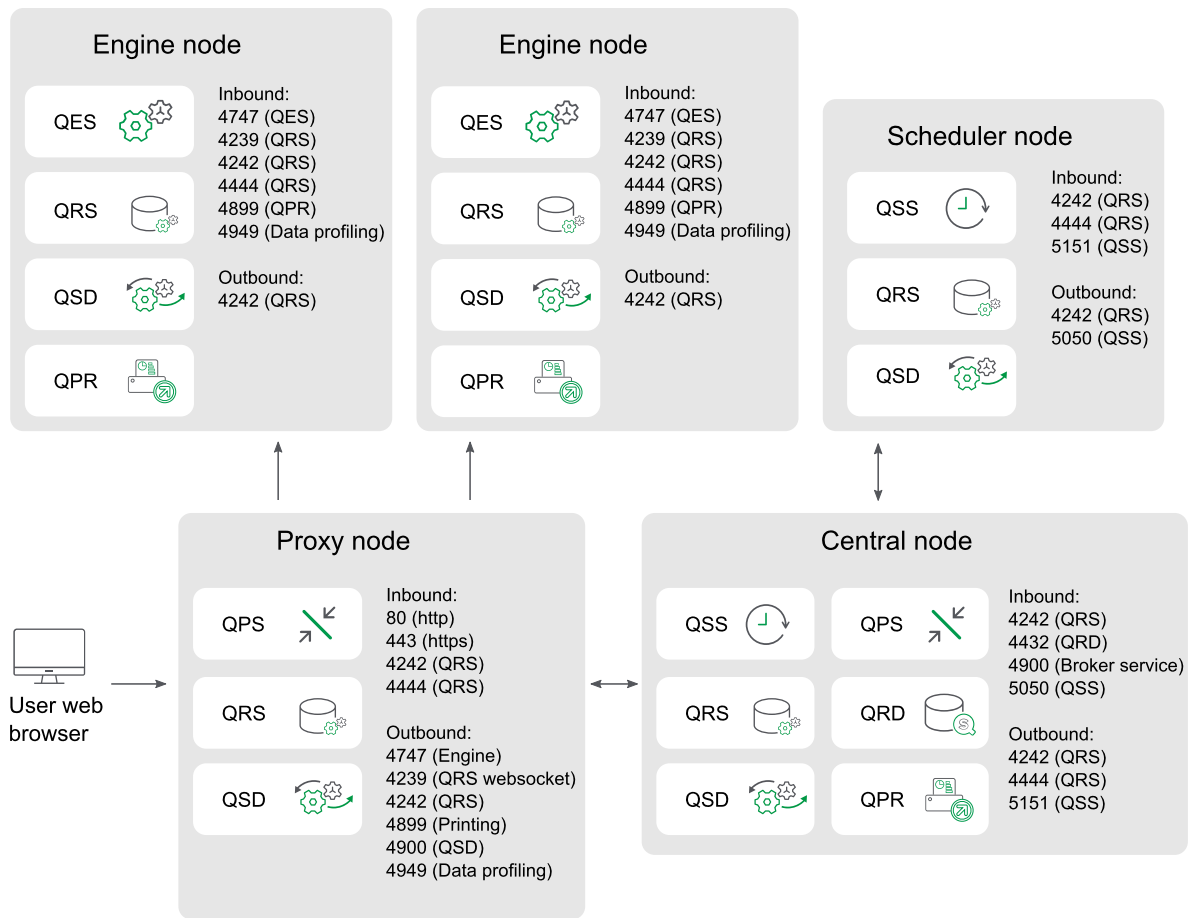 Engine node
QES
QRS
QSD
QPR
Inbound:
4747 (QES)
4239 (QRS)
4242 (QRS)
4444 (QRS)
4899 (QPR)
4949 (Data profiling)
Outbound:
4242 (QRS)
Engine node
QES
QRS
QSD
QPR
Inbound:
4747 (QES)
4239 (QRS)
4242 (QRS)
4444 (QRS)
4899 (QPR)
4949 (Data profiling)
Outbound:
4242 (QRS)
Scheduler node
QSS
QRS
QSD
Inbound:
4242 (QRS)
4444 (QRS)
5151 (QSS)
Outbound:
4242 (QRS)
5050 (QSS)
User web
browser
Proxy node
QPS
QRS
QSD
Inbound:
80 (http)
443 (https)
4242 (QRS)
4444 (QRS)
Outbound:
4747 (Engine)
4239 (QRS websocket)
4242 (QRS)
4899 (Printing)
4900 (QSD)
4949 (Data profiling)
Central node
QSS
QPS
QRS
QRD
QSD
QPR
Inbound:
4242 (QRS)
4432 (QRD)
4900 (Broker service)
5050 (QSS)
Outbound:
4242 (QRS)
4444 (QRS)
5151 (QSS)